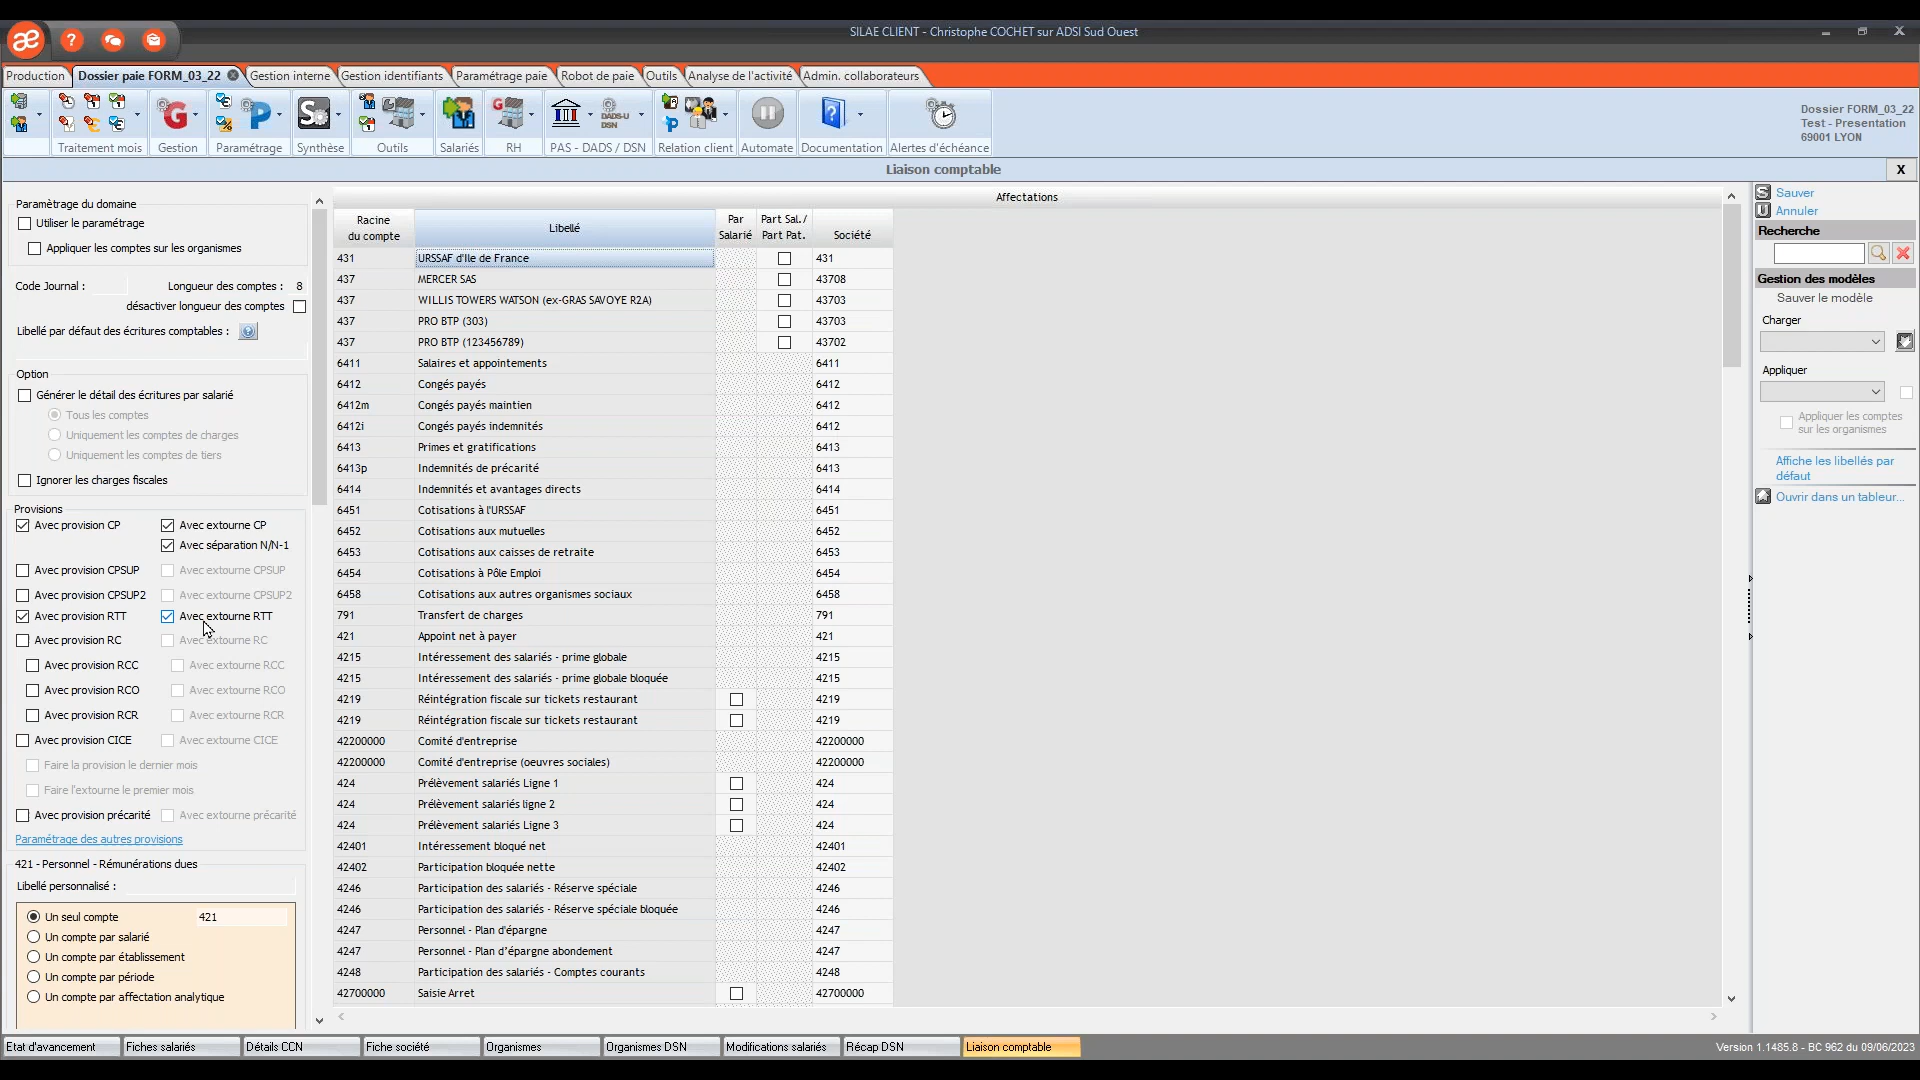 SILAE CLIENT - Christophe COCHET sur ADSI Sud Ouest
Production
Dossier paie FORM_03_22
Gestion interne
Gestion identifiants
Paramétrage paie
Robot de paie
Outils
Analyse de l'activité
Admin. collaborateurs
Traitement mois
Gestion
Paramétrage
Synthèse
Outils
Salariés
RH
PAS - DADS / DSN
Relation client
Automate
Documentation
Alertes d'échéance
DADS-U
DSN
Dossier FORM_03_22
Test - Presentation
69001 LYON
Liaison comptable
X
Paramètrage du domaine
Utiliser le paramétrage
Appliquer les comptes sur les organismes
Code Journal :
Longueur des comptes : 8
désactiver longueur des comptes
Libellé par défaut des écritures comptables :
Option
Générer le détail des écritures par salarié
Tous les comptes
Uniquement les comptes de charges
Uniquement les comptes de tiers
Ignorer les charges fiscales
Provisions
Avec provision CP Avec extourne CP
Avec séparation N/N-1
Avec provision CPSUP Avec extourne CPSUP
Avec provision CPSUP2 Avec extourne CPSUP2
Avec provision RTT Avec extourne RTT
Avec provision RC Avec extourne RC
Avec provision RCC Avec extourne RCC
Avec provision RCO Avec extourne RCO
Avec provision RCR Avec extourne RCR
Avec provision CICE Avec extourne CICE
Faire la provision le dernier mois
Faire l'extourne le premier mois
Avec provision précarité Avec extourne précarité
Paramétrage des autres provisions
421 - Personnel - Rémunérations dues
Libellé personnalisé :
Un seul compte 421
Un compte par salarié
Un compte par établissement
Un compte par période
Un compte par affectation analytique
Affectations
Racine du compte
Libellé
Par Salarié
Part Sal./ Part Pat.
Société
431 URSSAF d'Ile de France 431
437 MERCER SAS 43708
437 WILLIS TOWERS WATSON (ex-GRAS SAVOYE R2A) 43703
437 PRO BTP (303) 43703
437 PRO BTP (123456789) 43702
6411 Salaires et appointements 6411
6412 Congés payés 6412
6412m Congés payés maintien 6412
6412i Congés payés indemnités 6412
6413 Primes et gratifications 6413
6413p Indemnités de précarité 6413
6414 Indemnités et avantages directs 6414
6451 Cotisations à l'URSSAF 6451
6452 Cotisations aux mutuelles 6452
6453 Cotisations aux caisses de retraite 6453
6454 Cotisations à Pôle Emploi 6454
6458 Cotisations aux autres organismes sociaux 6458
791 Transfert de charges 791
421 Appoint net à payer 421
4215 Intéressement des salariés - prime globale 4215
4215 Intéressement des salariés - prime globale bloquée 4215
4219 Réintégration fiscale sur tickets restaurant 4219
4219 Réintégration fiscale sur tickets restaurant 4219
42200000 Comité d'entreprise 42200000
42200000 Comité d'entreprise (oeuvres sociales) 42200000
424 Prélèvement salariés Ligne 1 424
424 Prélèvement salariés ligne 2 424
424 Prélèvement salariés Ligne 3 424
42401 Intéressement bloqué net 42401
42402 Participation bloquée nette 42402
4246 Participation des salariés - Réserve spéciale 4246
4246 Participation des salariés - Réserve spéciale bloquée 4246
4247 Personnel - Plan d'épargne 4247
4247 Personnel - Plan d'épargne abondement 4247
4248 Participation des salariés - Comptes courants 4248
42700000 Saisie Arret 42700000
Sauver
Annuler
Recherche
Gestion des modèles
Sauver le modèle
Charger
Appliquer
Appliquer les comptes
sur les organismes
Affiche les libellés par
défaut
Ouvrir dans un tableur...
Etat d'avancement
Fiches salariés
Détails CCN
Fiche société
Organismes
Organismes DSN
Modifications salariés
Récap DSN
Liaison comptable
Version 1.1485.8 - BC 962 du 09/06/2023